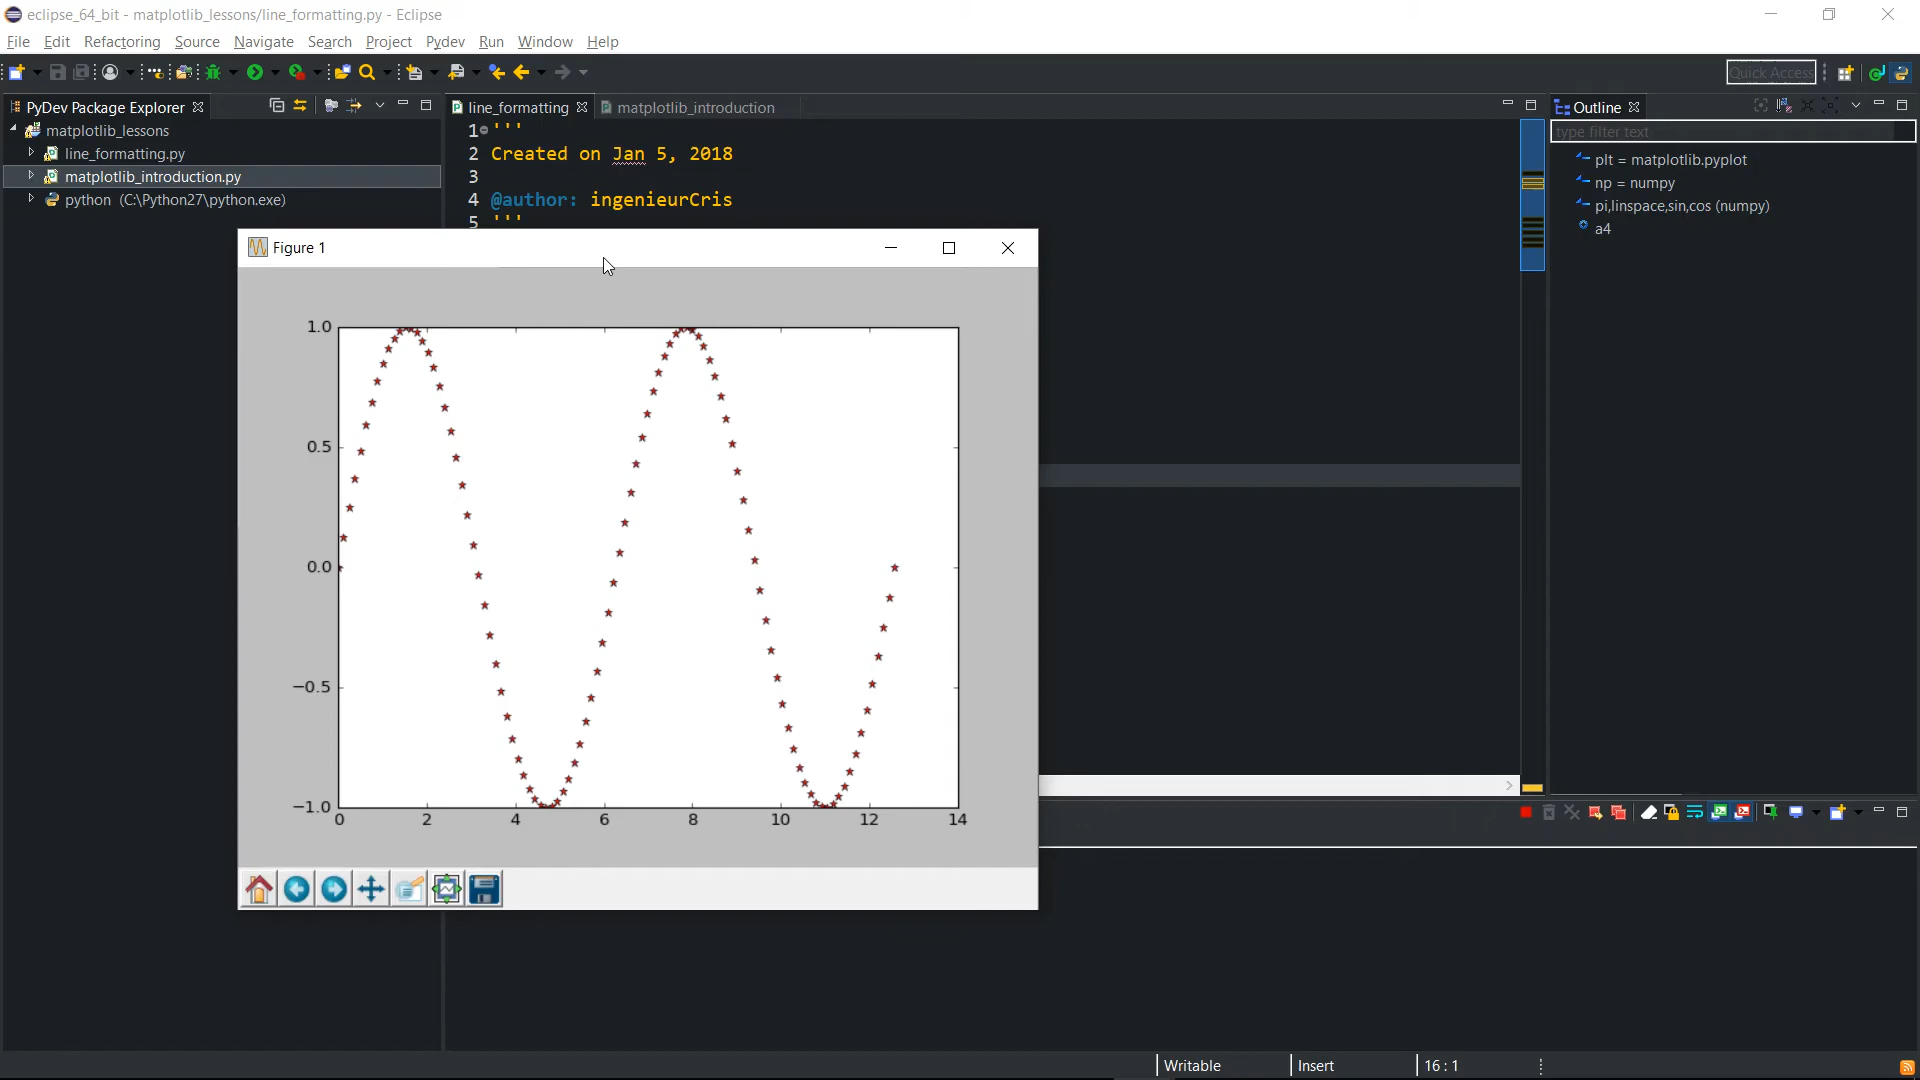 eclipse_64_bit - matplotlib_lessons/line_formatting.py - Eclipse
File Edit Refactoring Source Navigate Search Project Pydev Run Window Help
Quick Access
PyDev Package Explorer
matplotlib_lessons
line_formatting.py
matplotlib_introduction.py
python (C:\Python27\python.exe)
line_formatting
matplotlib_introduction
1 '''
2 Created on Jan 5, 2018
3
4 @author: ingenieurCris
5 '''
Outline
type filter text
plt = matplotlib.pyplot
np = numpy
pi,linspace,sin,cos (numpy)
a4
Figure 1
1.0
0.5
0.0
−0.5
−1.0
0 2 4 6 8 10 12 14
Writable Insert 16 : 1